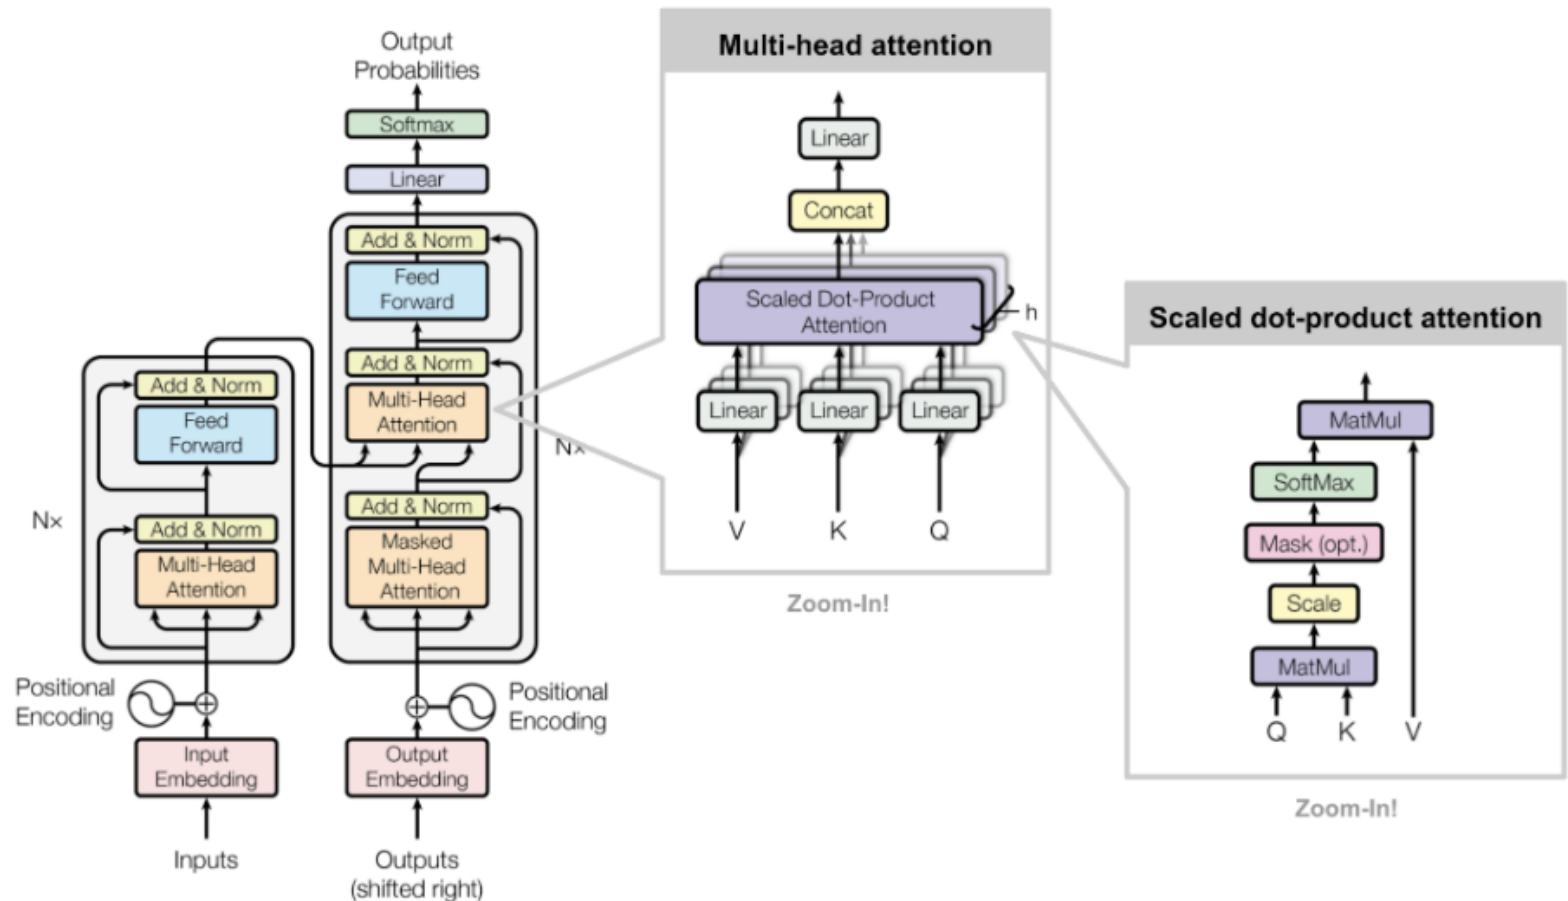 Output
Probabilities
Softmax
Linear
Add & Norm
Feed
Forward
Add & Norm
Multi-Head
Attention
Add & Norm
Masked
Multi-Head
Attention
Nx
Add & Norm
Feed
Forward
Add & Norm
Multi-Head
Attention
N×
Positional
Encoding
Positional
Encoding
Input
Embedding
Output
Embedding
Inputs
Outputs
(shifted right)
Multi-head attention
Linear
Concat
Scaled Dot-Product
Attention
h
Linear
Linear
Linear
V
K
Q
Zoom-In!
Scaled dot-product attention
MatMul
SoftMax
Mask (opt.)
Scale
MatMul
Q
K
V
Zoom-In!